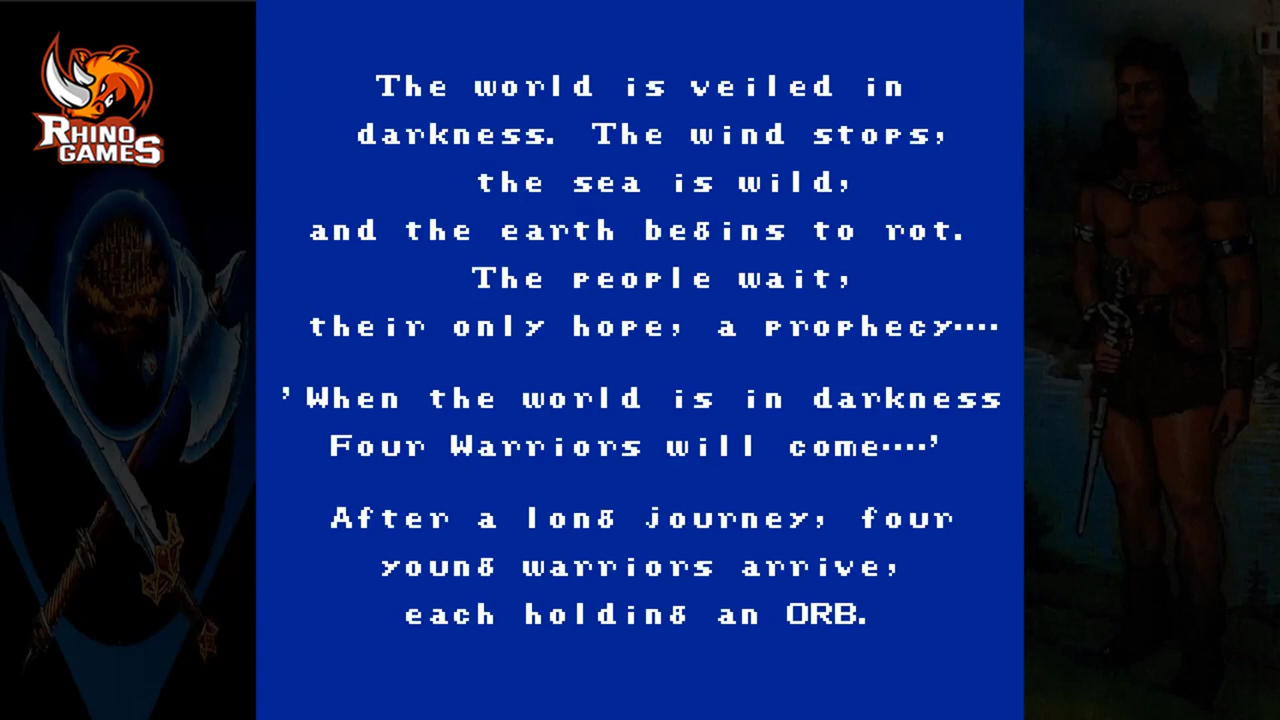 RHINO
GAMES
The world is veiled in
darkness. The wind stops,
the sea is wild,
and the earth begins to rot.
The people wait,
their only hope, a prophecy....
'When the world is in darkness
Four Warriors will come....'
After a long journey, four
young warriors arrive,
each holding an ORB.